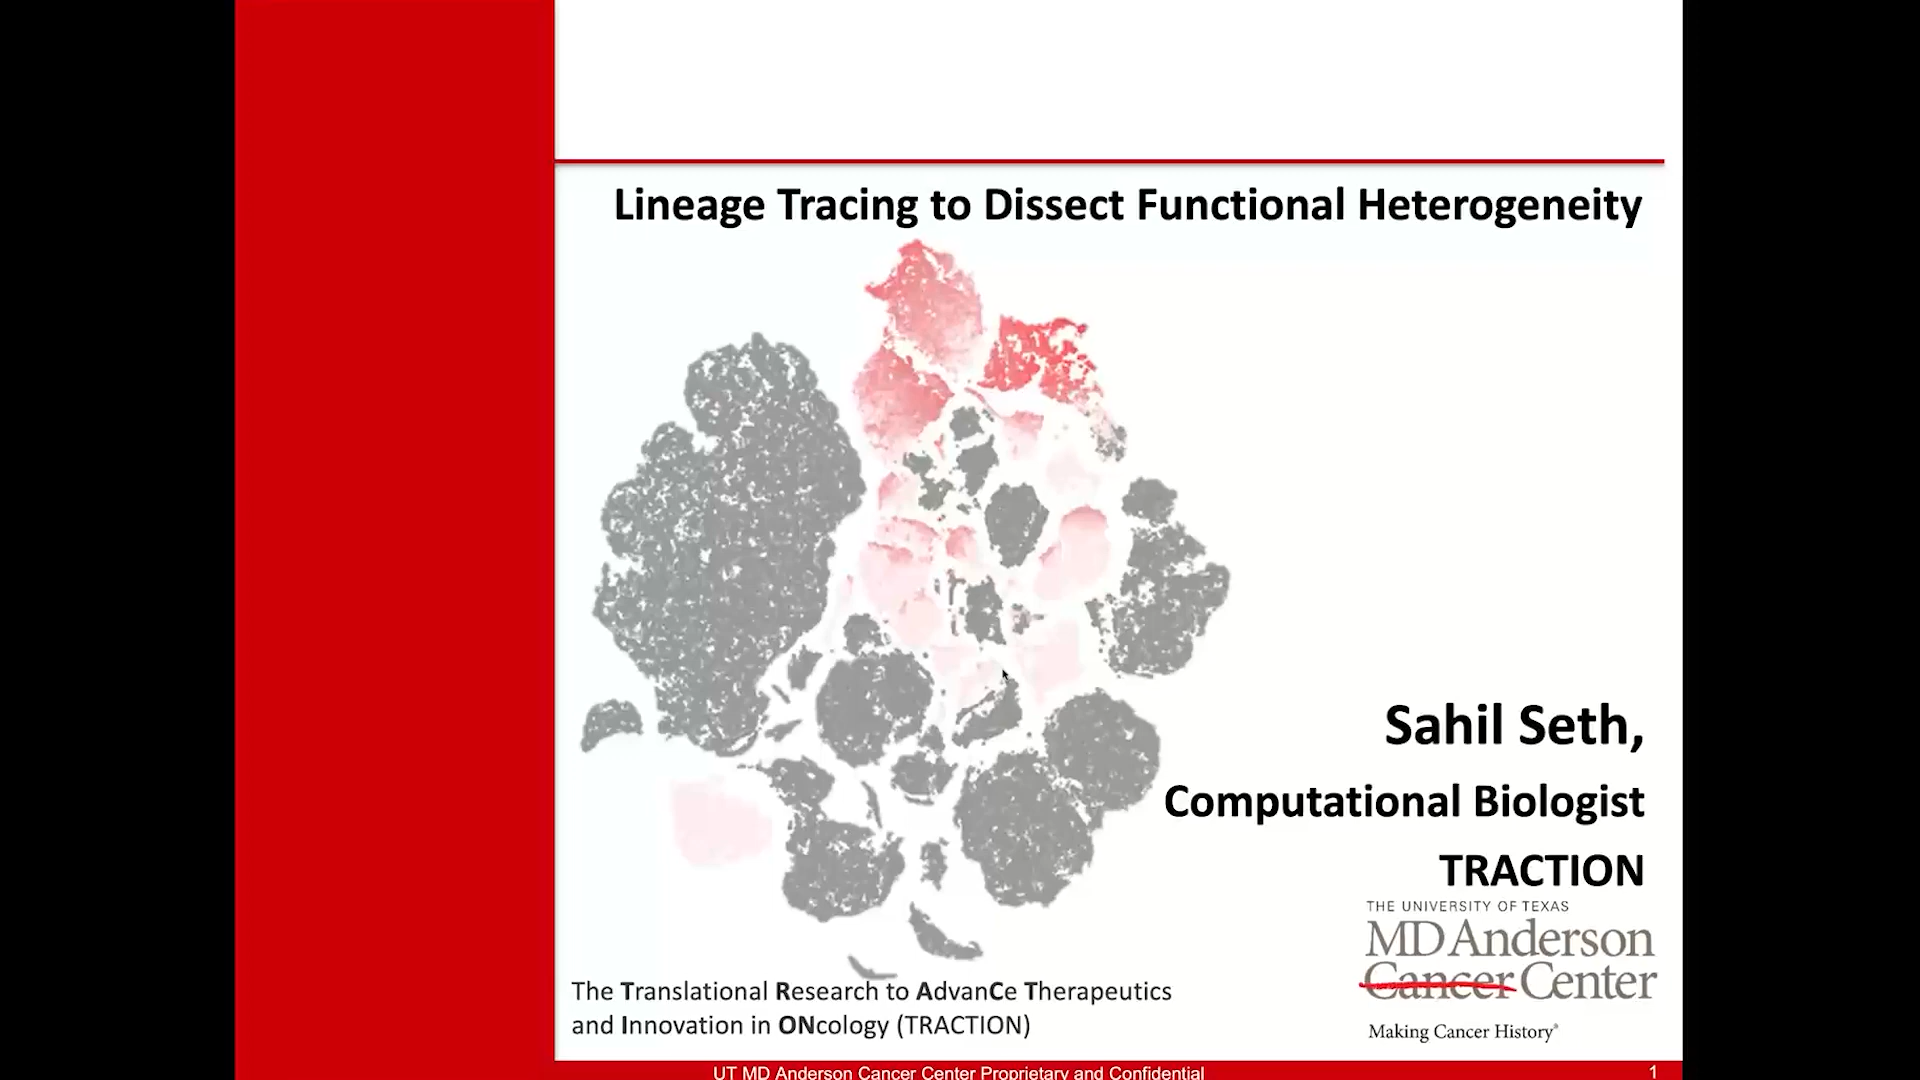 Lineage Tracing to Dissect Functional Heterogeneity
Sahil Seth,
Computational Biologist
TRACTION
THE UNIVERSITY OF TEXAS
MD Anderson
Cancer Center
Making Cancer History®
The Translational Research to AdvanCe Therapeutics
and Innovation in ONcology (TRACTION)
UT MD Anderson Cancer Center Proprietary and Confidential
1